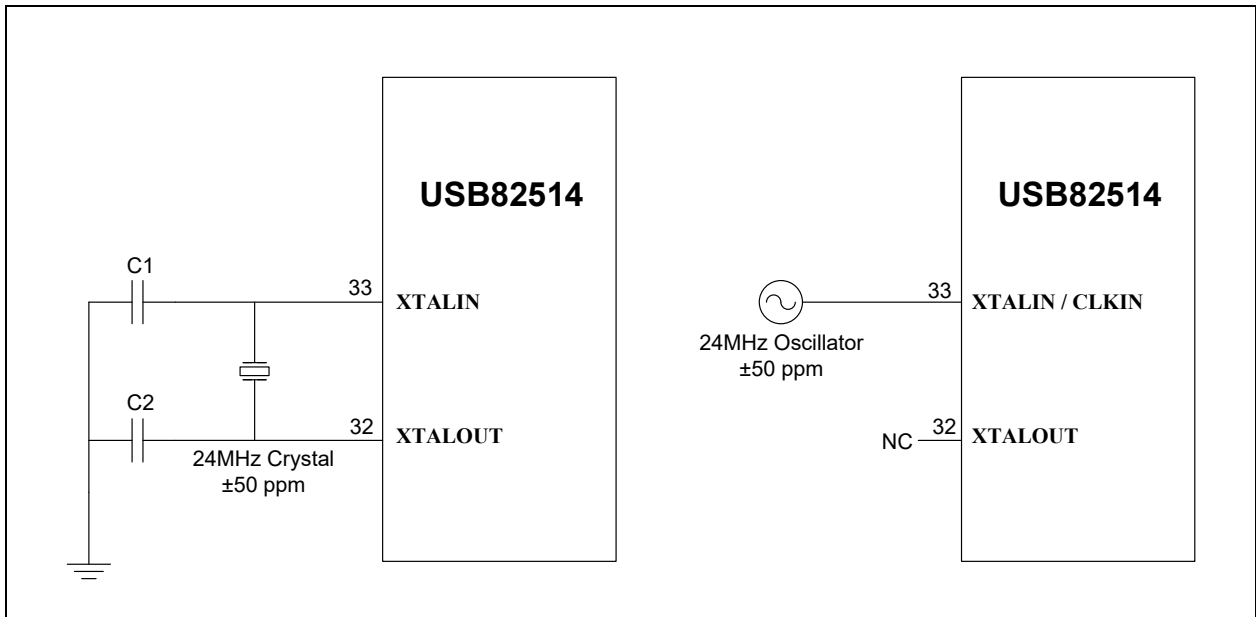 USB82514
C1
33
XTALIN
C2
32
XTALOUT
24MHz Crystal
±50 ppm
USB82514
33
XTALIN / CLKIN
24MHz Oscillator
±50 ppm
NC
32
XTALOUT